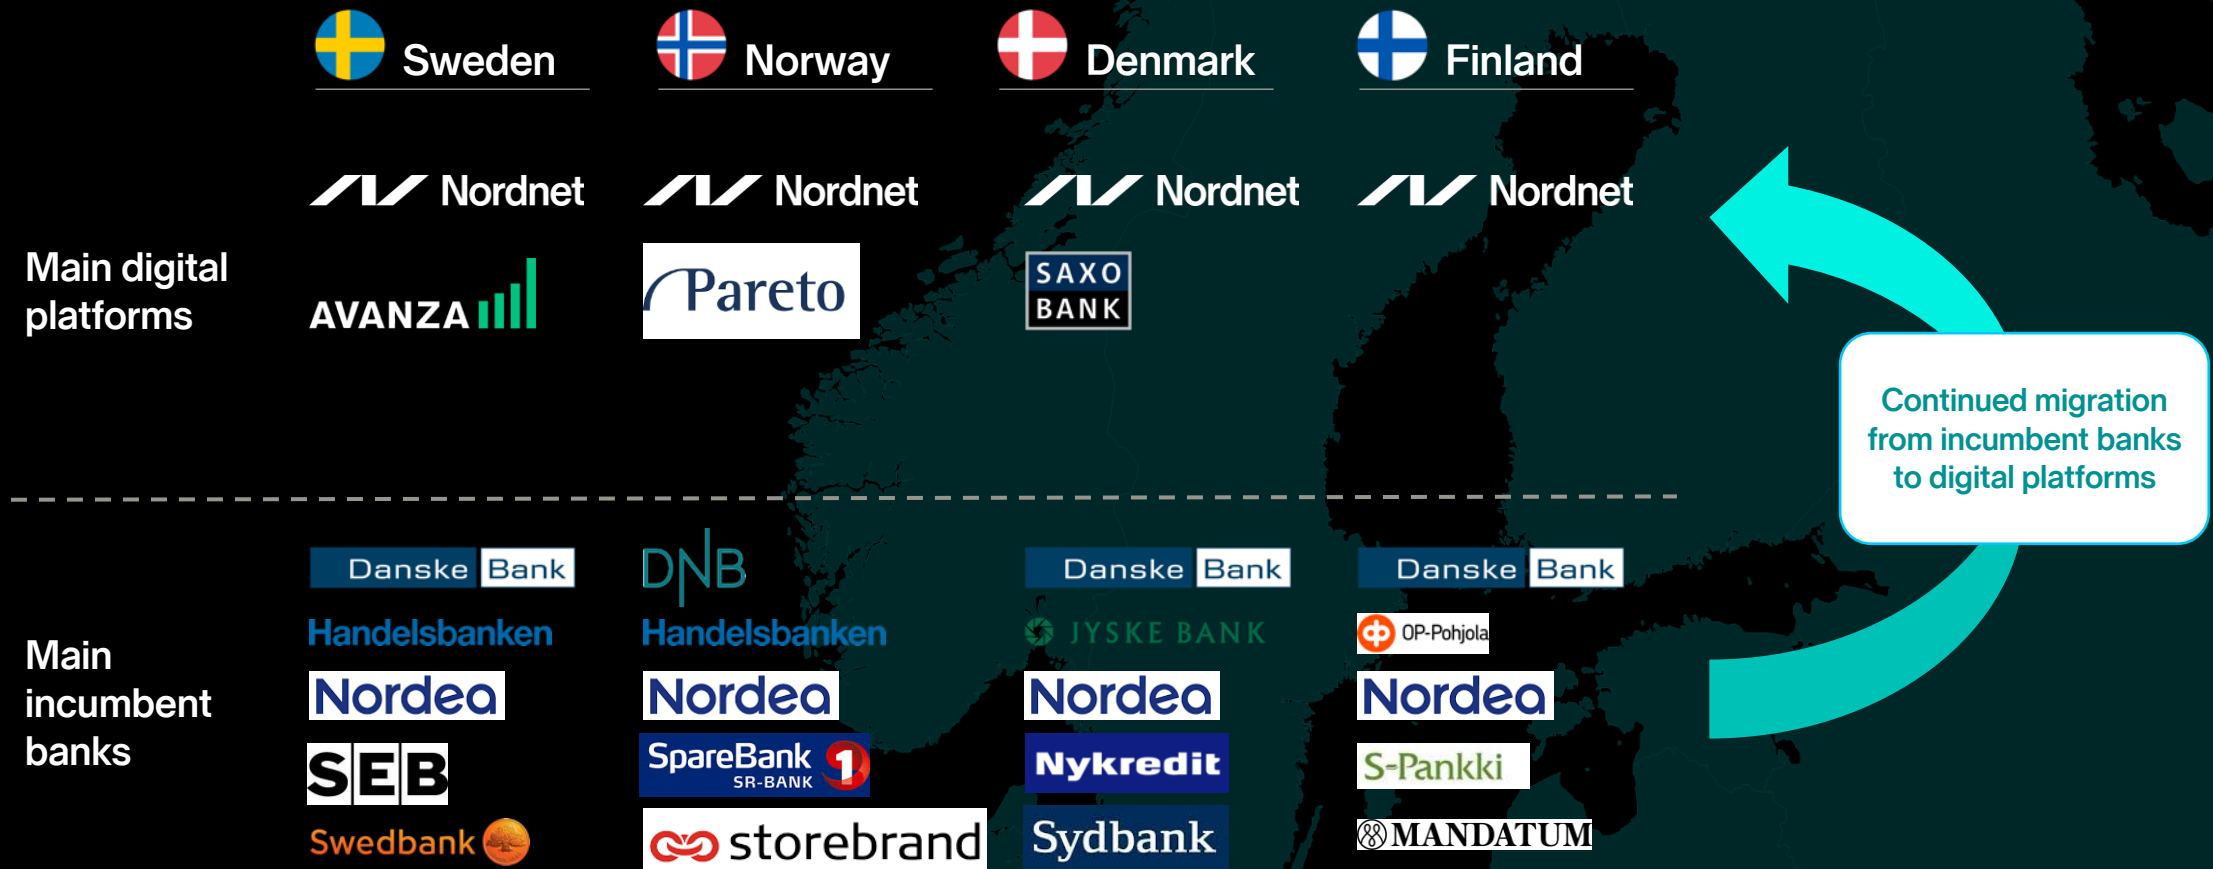 Sweden
Norway
Denmark
Finland
Main digital
platforms
Nordnet
Nordnet
Nordnet
Nordnet
AVANZA
Pareto
SAXO
BANK
Continued migration
from incumbent banks
to digital platforms
Main
incumbent
banks
Danske Bank
DNB
Danske Bank
Danske Bank
Handelsbanken
Handelsbanken
JYSKE BANK
OP-Pohjola
Nordea
Nordea
Nordea
Nordea
SEB
SpareBank 1
SR-BANK
Nykredit
S-Pankki
Swedbank
storebrand
Sydbank
MANDATUM